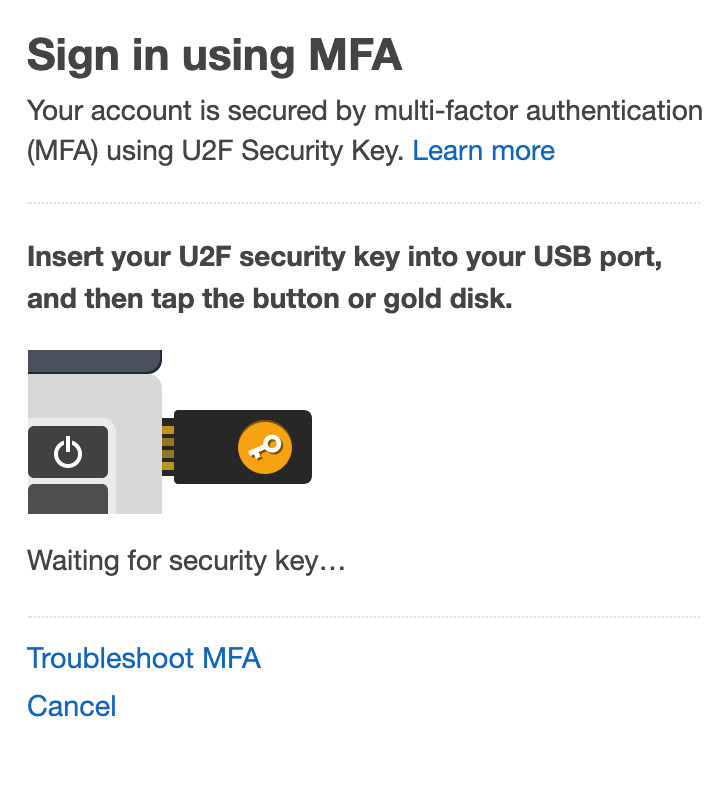 Sign in using MFA
Your account is secured by multi-factor authentication
(MFA) using U2F Security Key. Learn more
Insert your U2F security key into your USB port,
and then tap the button or gold disk.
Waiting for security key…
Troubleshoot MFA
Cancel